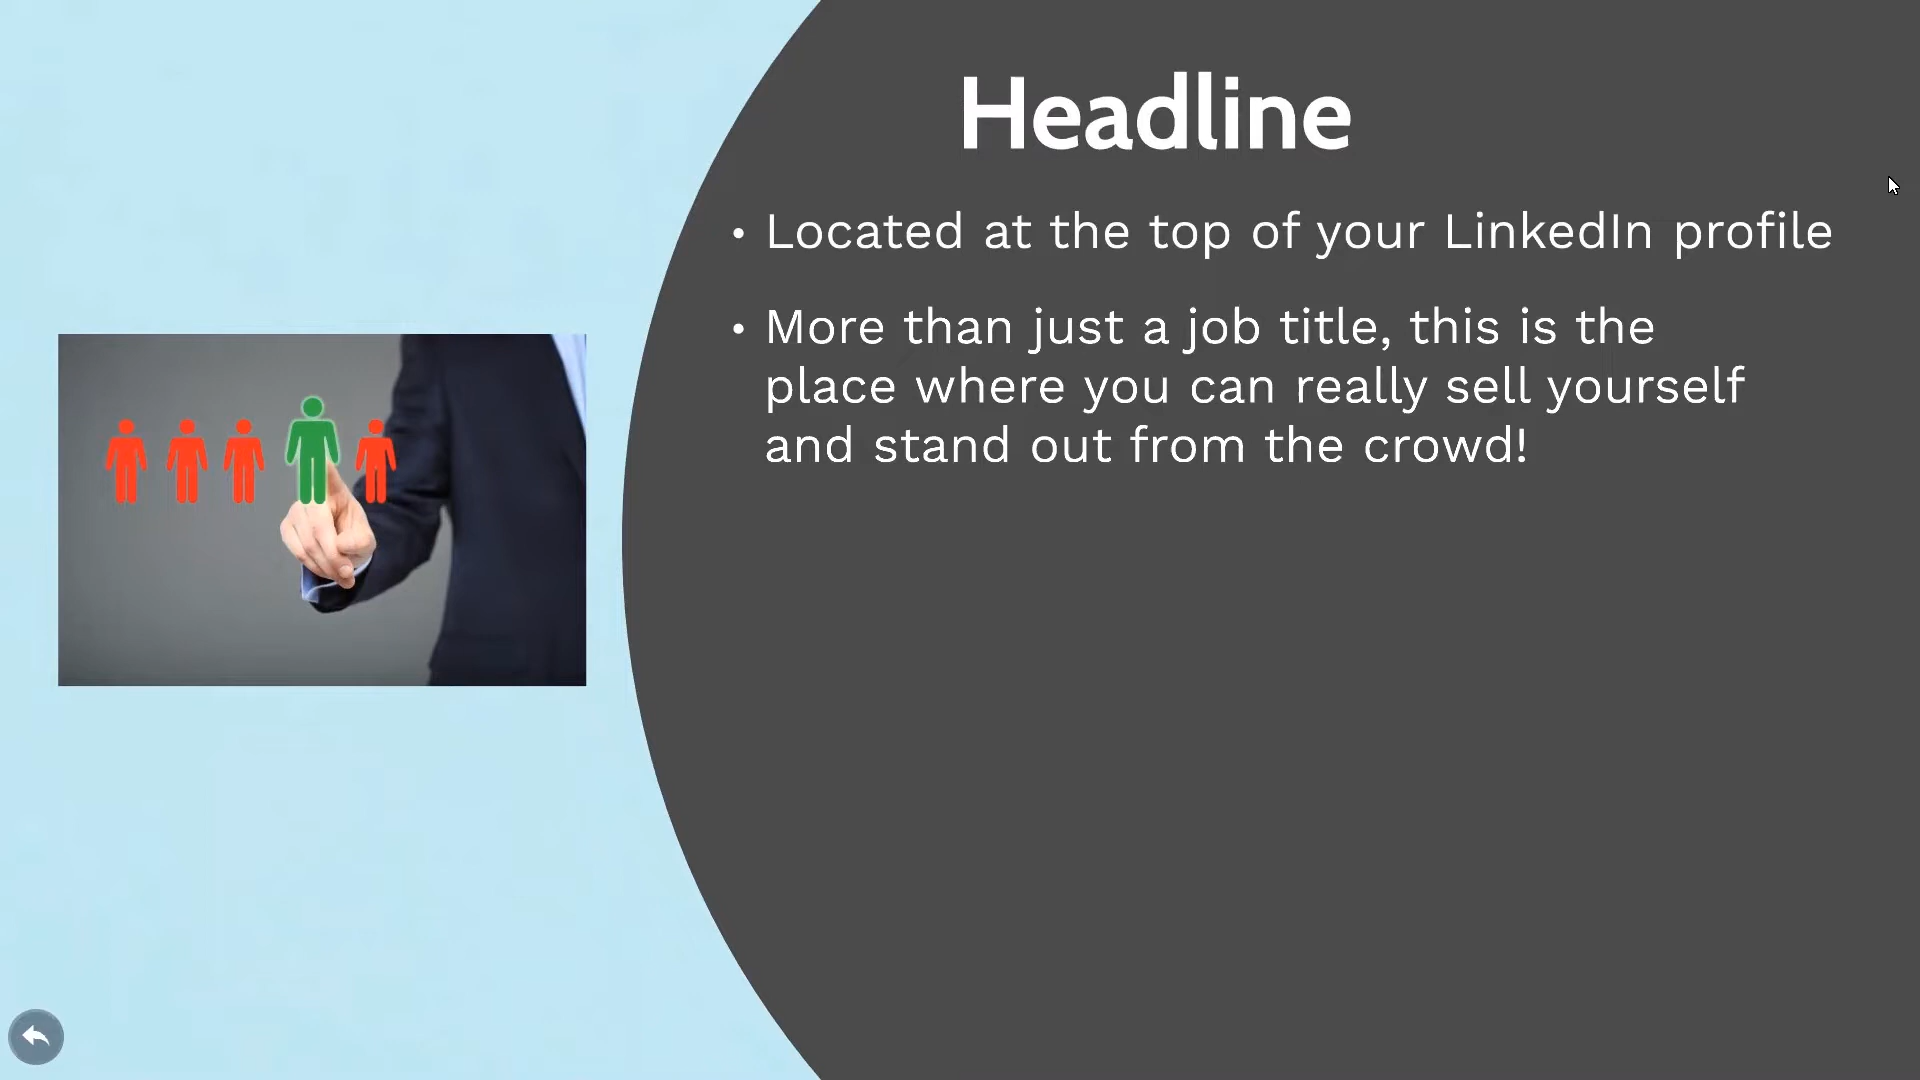 Headline
• Located at the top of your LinkedIn profile
• More than just a job title, this is the
place where you can really sell yourself
and stand out from the crowd!